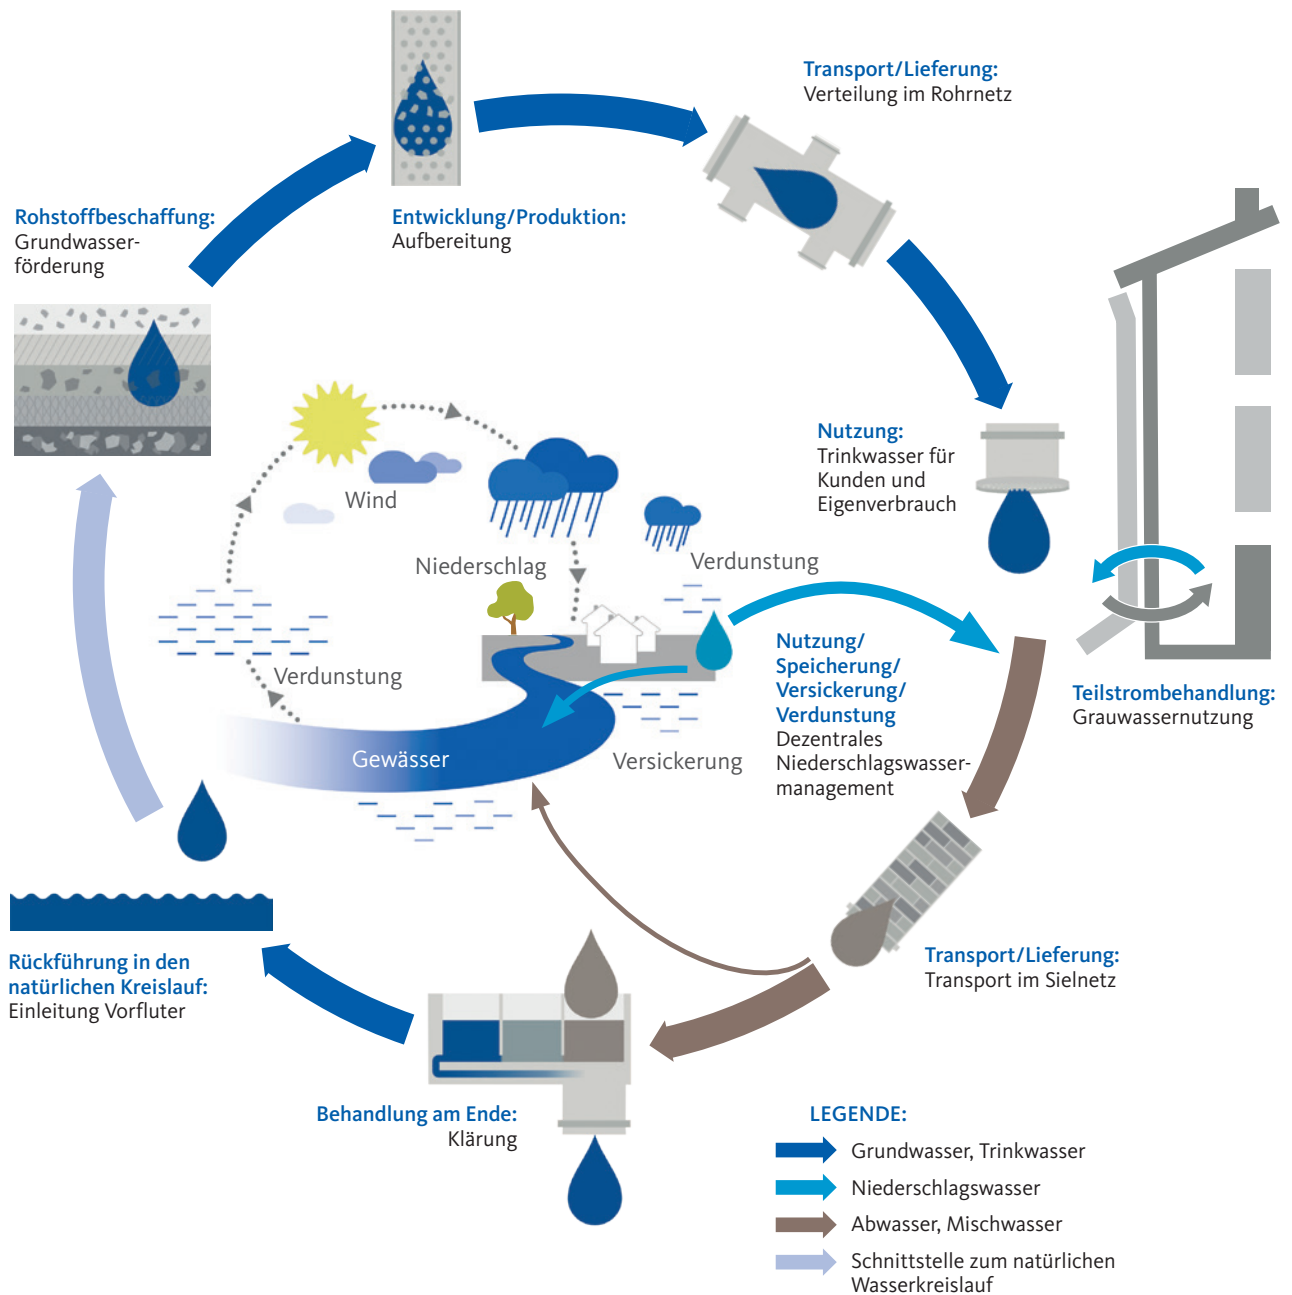 Transport/Lieferung:
Verteilung im Rohrnetz
Rohstoffbeschaffung:
Grundwasser-
förderung
Entwicklung/Produktion:
Aufbereitung
Nutzung:
Trinkwasser für
Kunden und
Eigenverbrauch
Wind
Niederschlag
Verdunstung
Verdunstung
Nutzung/
Speicherung/
Versickerung/
Verdunstung
Dezentrales
Niederschlagswasser-
management
Teilstrombehandlung:
Grauwassernutzung
Gewässer
Versickerung
Transport/Lieferung:
Transport im Sielnetz
Rückführung in den
natürlichen Kreislauf:
Einleitung Vorfluter
Behandlung am Ende:
Klärung
LEGENDE:
Grundwasser, Trinkwasser
Niederschlagswasser
Abwasser, Mischwasser
Schnittstelle zum natürlichen
Wasserkreislauf